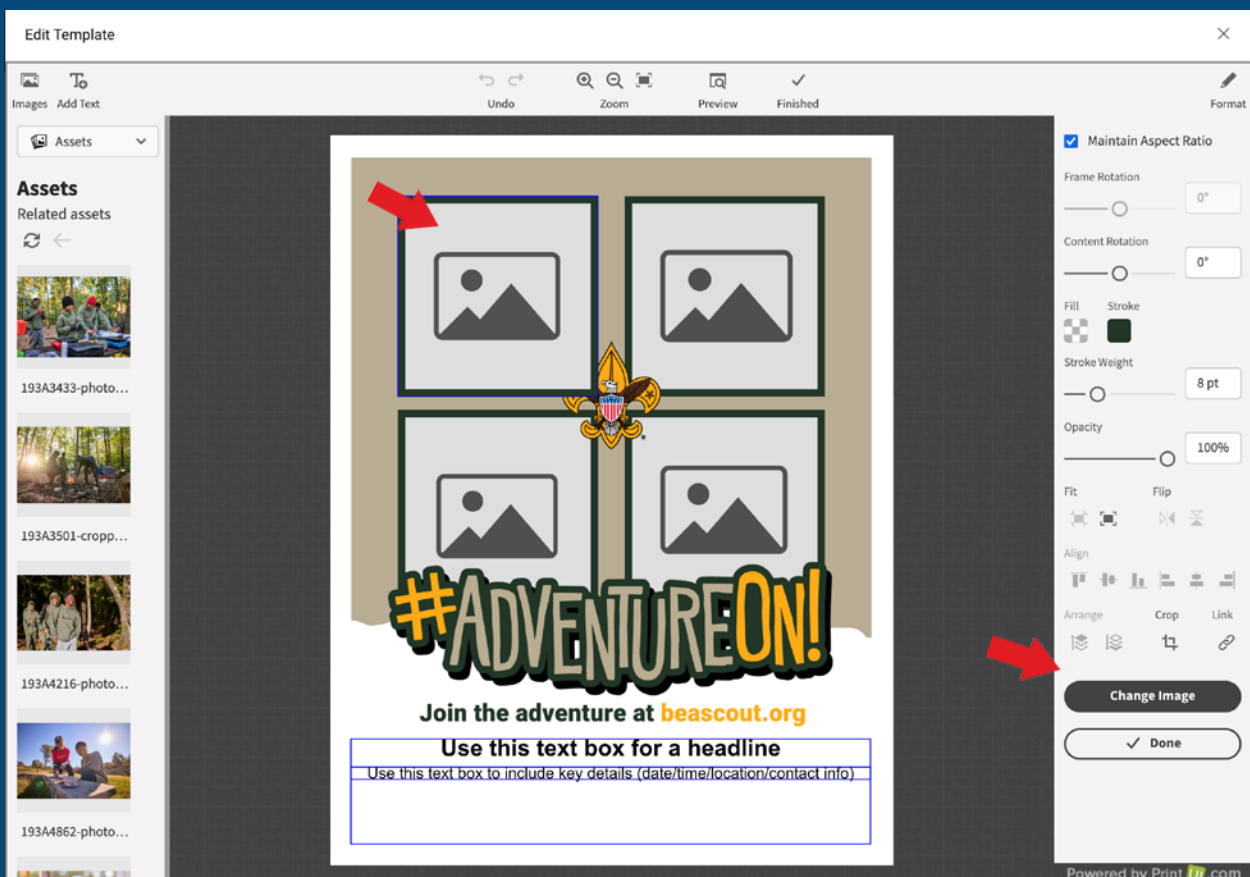 Edit Template
Images Add Text
Undo
Zoom
Preview
Finished
Format
Assets
Assets
Related assets
193A3433-photo...
193A3501-cropp...
193A4216-photo...
193A4862-photo...
#ADVENTUREON!
Join the adventure at beascout.org
Use this text box for a headline
Use this text box to include key details (date/time/location/contact info)
Maintain Aspect Ratio
Frame Rotation
0°
Content Rotation
0°
Fill Stroke
Stroke Weight
8 pt
Opacity
100%
Fit Flip
Align
Arrange Crop Link
Change Image
Done
Powered by Print UI .com